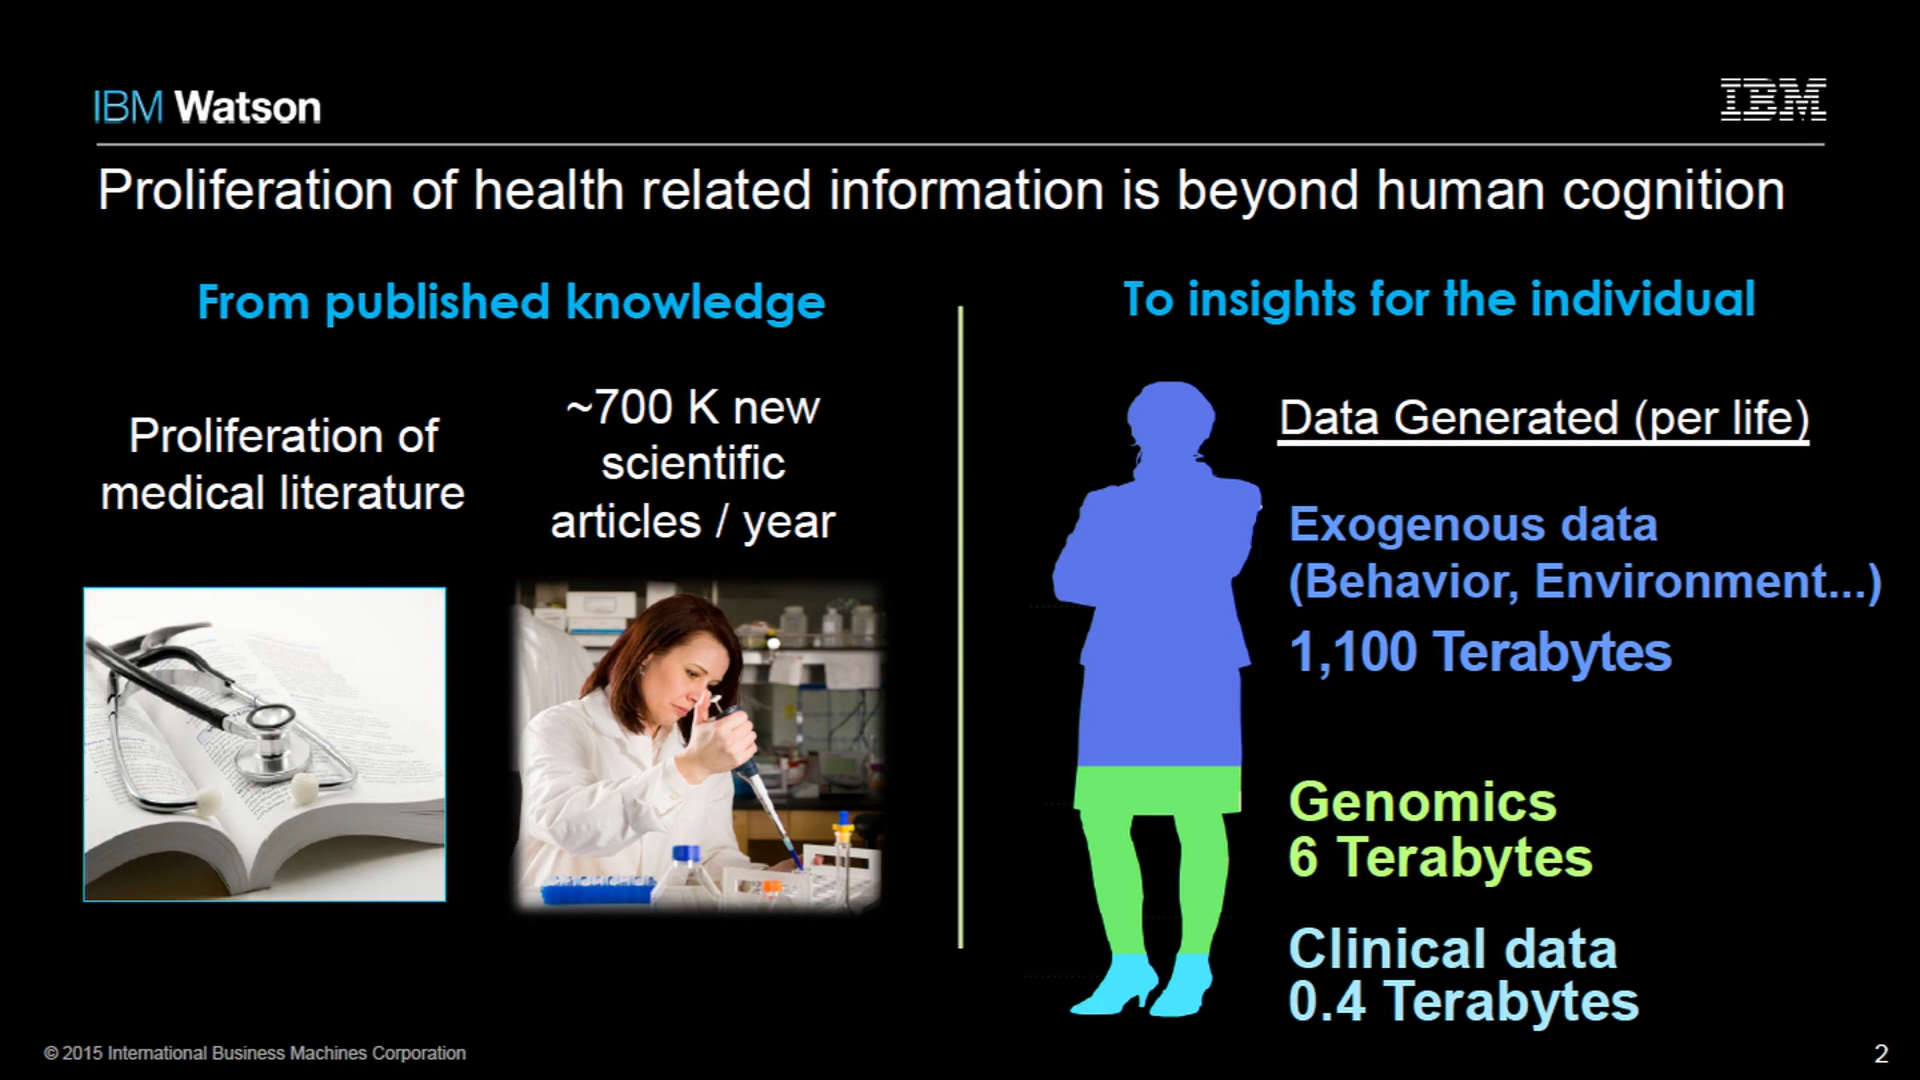 IBM Watson
IBM
Proliferation of health related information is beyond human cognition
From published knowledge
Proliferation of
medical literature
~700 K new
scientific
articles / year
To insights for the individual
Data Generated (per life)
Exogenous data
(Behavior, Environment...)
1,100 Terabytes
Genomics
6 Terabytes
Clinical data
0.4 Terabytes
© 2015 International Business Machines Corporation
2